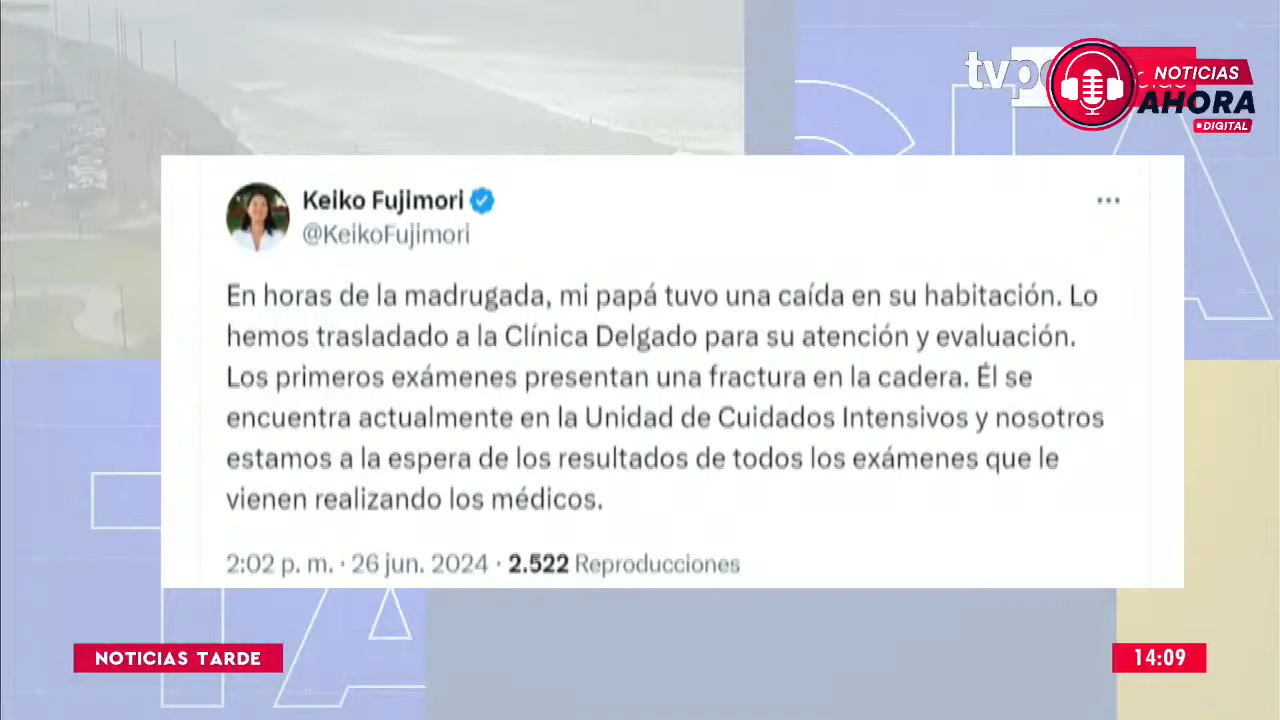 tvpe
NOTICIAS
AHORA
DIGITAL
Keiko Fujimori
@KeikoFujimori
En horas de la madrugada, mi papá tuvo una caída en su habitación. Lo
hemos trasladado a la Clínica Delgado para su atención y evaluación.
Los primeros exámenes presentan una fractura en la cadera. Él se
encuentra actualmente en la Unidad de Cuidados Intensivos y nosotros
estamos a la espera de los resultados de todos los exámenes que le
vienen realizando los médicos.
2:02 p. m. · 26 jun. 2024 · 2.522 Reproducciones
NOTICIAS TARDE
14:09